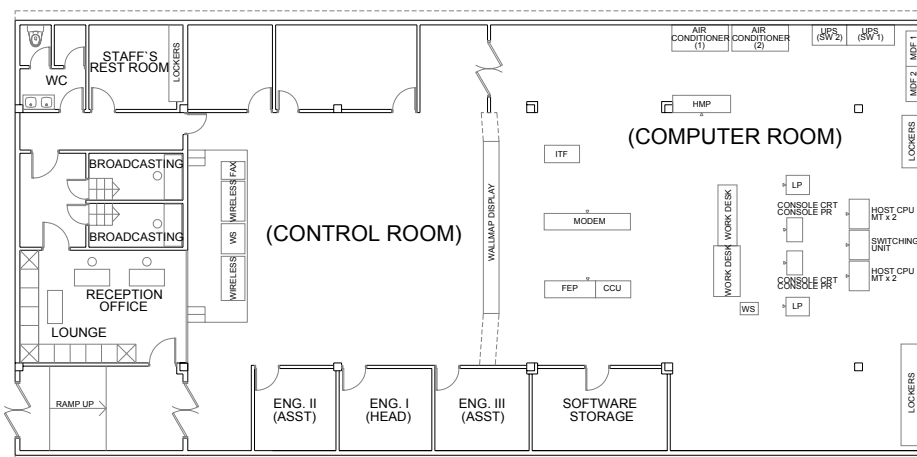 AIR
CONDITIONER
(1)
AIR
CONDITIONER
(2)
UPS
(SW 2)
UPS
(SW 1)
MDF 1
MDF 2
STAFF`S
REST ROOM
LOCKERS
WC
HMP
(COMPUTER ROOM)
LOCKERS
ITF
BROADCASTING
FAX
WIRELESS
WALLMAP DISPLAY
LP
CONSOLE CRT
CONSOLE PR
HOST CPU
MT x 2
MODEM
WORK DESK
BROADCASTING
WS
(CONTROL ROOM)
SWITCHING
UNIT
WORK DESK
WIRELESS
HOST CPU
MT x 2
CONSOLE CRT
CONSOLE PR
FEP
CCU
RECEPTION
OFFICE
LP
WS
LOUNGE
RAMP UP
ENG. II
(ASST)
ENG. I
(HEAD)
ENG. III
(ASST)
SOFTWARE
STORAGE
LOCKERS